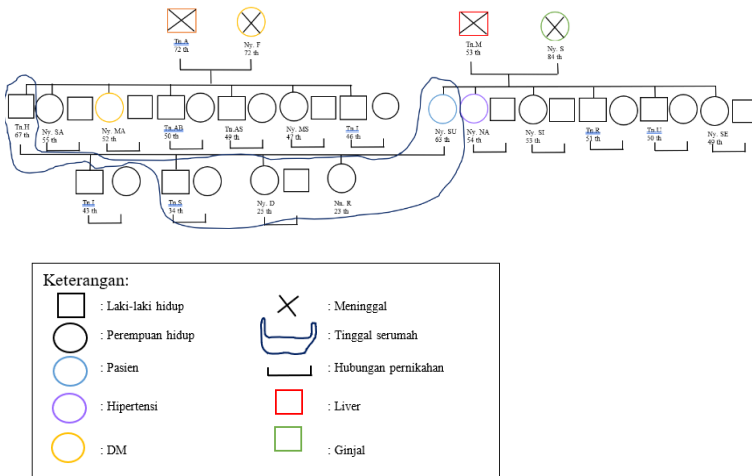 Tn.A
72 th
Ny. F
72 th
Tn.M
53 th
Ny. S
84 th
Tn.H
67 th
Ny. SA
55 th
Ny. MA
52 th
Tn.AB
50 th
Tn.AS
49 th
Ny. MS
47 th
Tn.I
46 th
Ny. SU
63 th
Ny. NA
54 th
Ny. SI
53 th
Tn.R
51 th
Tn.U
50 th
Ny. SE
49 th
Tn.I
43 th
Tn.S
34 th
Ny. D
25 th
Nn. R
23 th
Keterangan:
: Laki-laki hidup
: Meninggal
: Perempuan hidup
: Tinggal serumah
: Pasien
: Hubungan pernikahan
: Hipertensi
: Liver
: DM
: Ginjal